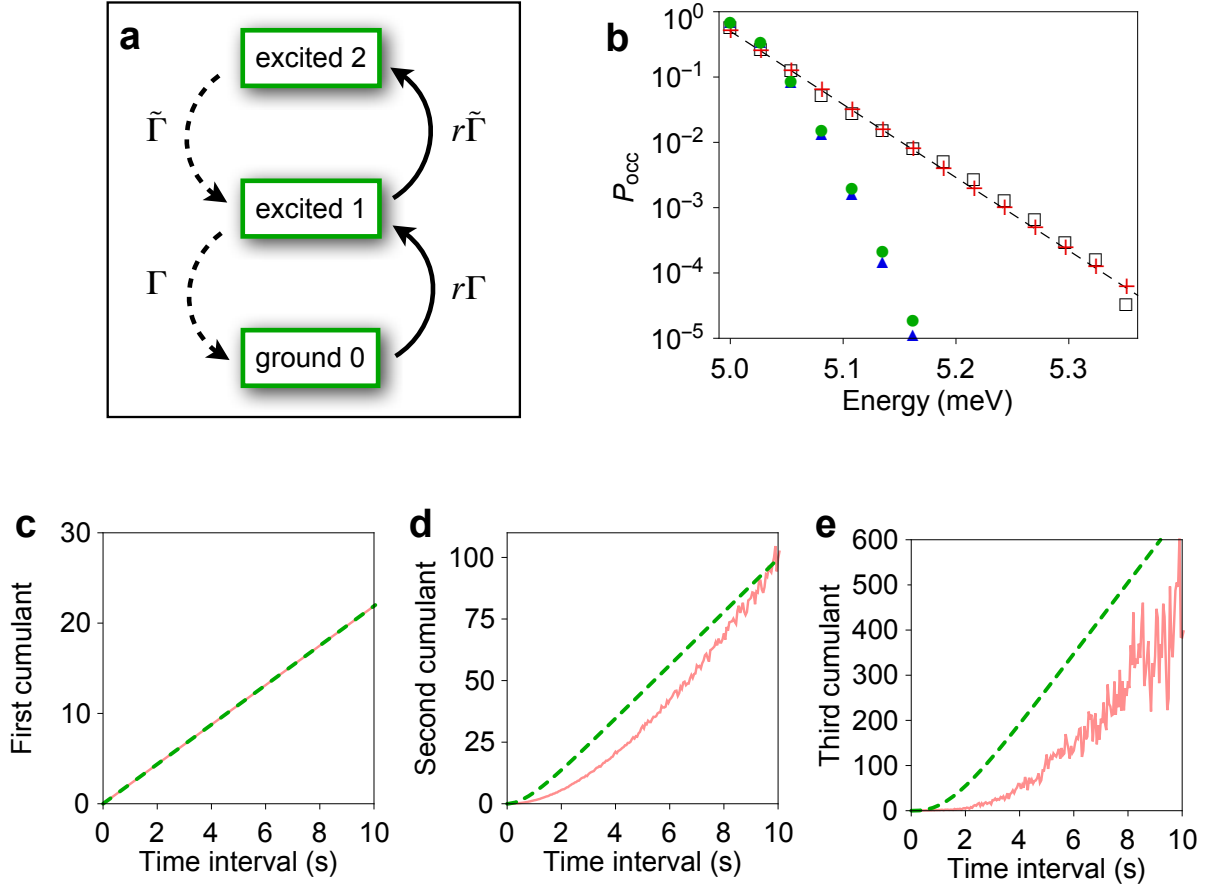 a
excited 2
Γ̃
rΓ̃
excited 1
Γ
rΓ
ground 0
b
10⁰
10⁻¹
10⁻²
10⁻³
10⁻⁴
10⁻⁵
P_occ
5.0 5.1 5.2 5.3
Energy (meV)
c
30
20
10
0
First cumulant
0 2 4 6 8 10
Time interval (s)
d
100
75
50
25
0
Second cumulant
0 2 4 6 8 10
Time interval (s)
e
600
500
400
300
200
100
0
Third cumulant
0 2 4 6 8 10
Time interval (s)